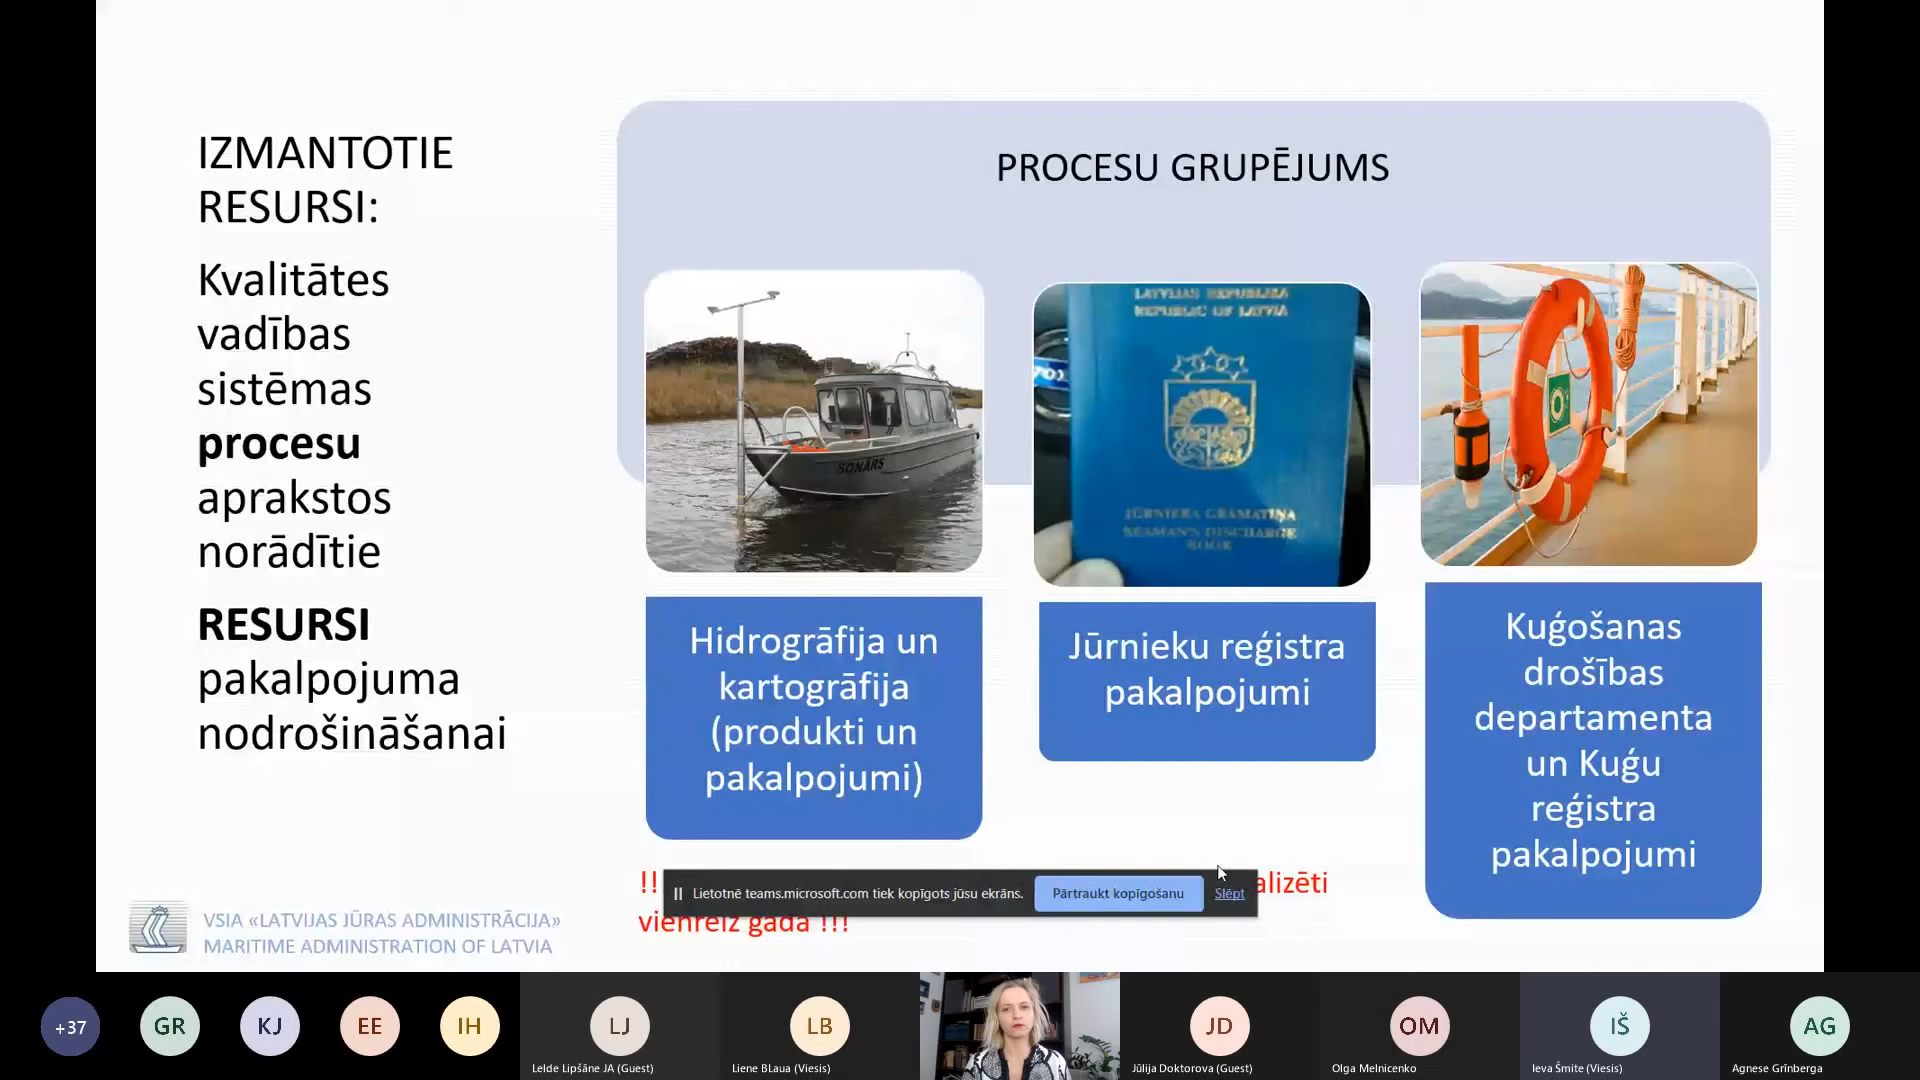 IZMANTOTIE
RESURSI:
Kvalitātes
vadības
sistēmas
procesu
aprakstos
norādītie
RESURSI
pakalpojuma
nodrošināšanai
PROCESU GRUPĒJUMS
SONĀRS
LATVIJAS REPUBLIKA
REPUBLIC OF LATVIA
JŪRNIEKA GRĀMATIŅA
SEAMAN'S DISCHARGE
BOOK
Hidrogrāfija un
kartogrāfija
(produkti un
pakalpojumi)
Jūrnieku reģistra
pakalpojumi
Kuģošanas
drošības
departamenta
un Kuģu
reģistra
pakalpojumi
!! alizēti
vienreiz gadā !!!
Lietotnē teams.microsoft.com tiek kopīgots jūsu ekrāns. Pārtraukt kopīgošanu Slēpt
VSIA «LATVIJAS JŪRAS ADMINISTRĀCIJA»
MARITIME ADMINISTRATION OF LATVIA
+37 GR KJ EE IH LJ LB JD OM IŠ AG
Lelde Lipšāne JA (Guest) Liene BLaua (Viesis) Jūlija Doktorova (Guest) Olga Melnicenko Ieva Šmite (Viesis) Agnese Grīnberga